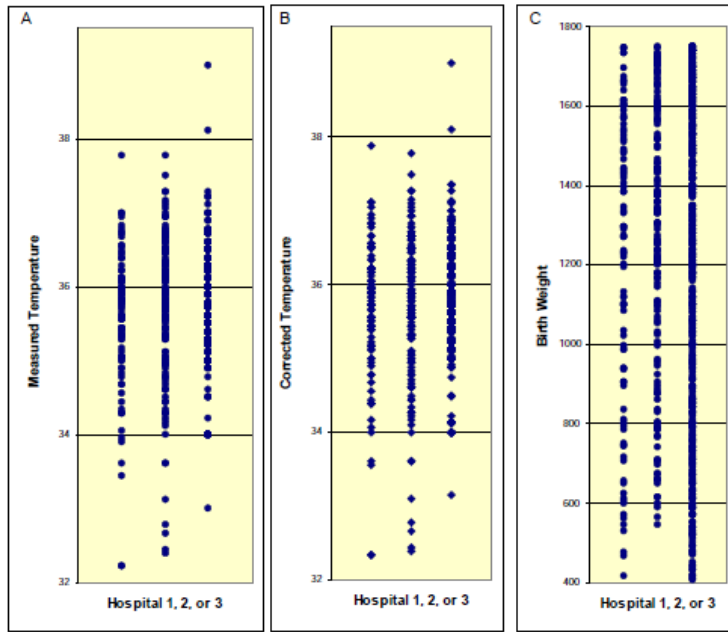 A
Measured Temperature
38
36
34
32
Hospital 1, 2, or 3
B
Corrected Temperature
38
36
34
32
Hospital 1, 2, or 3
C
Birth Weight
1800
1600
1400
1200
1000
800
600
400
Hospital 1, 2, or 3